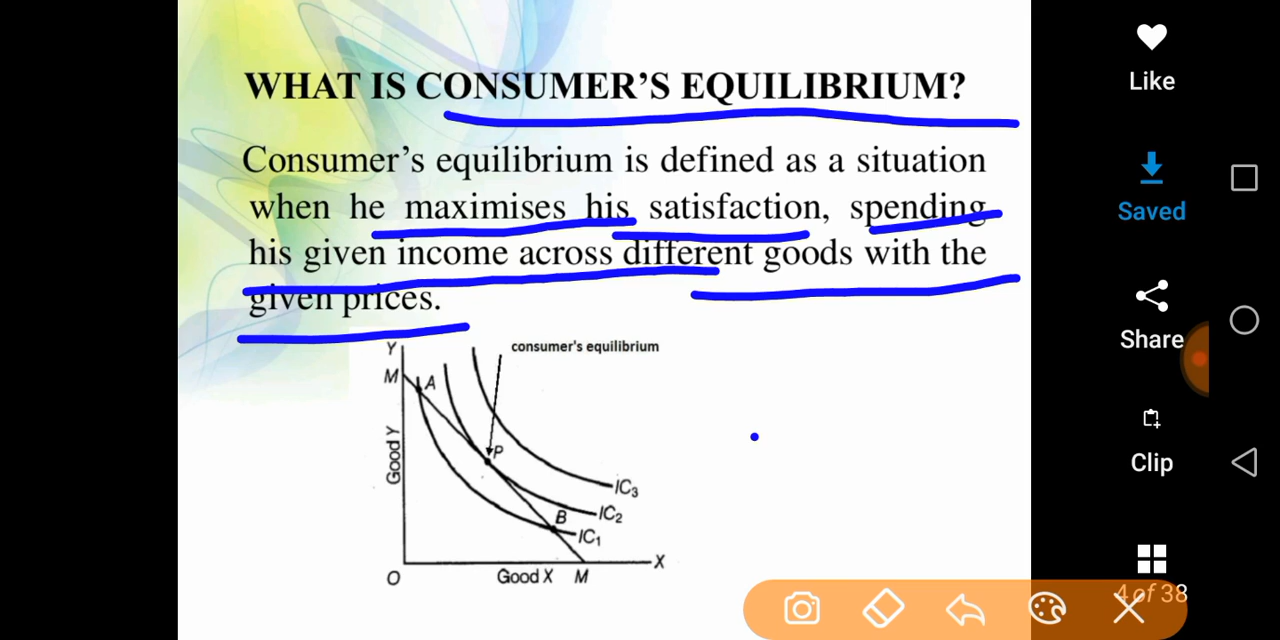 WHAT IS CONSUMER'S EQUILIBRIUM?
Consumer's equilibrium is defined as a situation
when he maximises his satisfaction, spending
his given income across different goods with the
given prices.
Y
consumer's equilibrium
M
A
Good Y
P
IC3
B
IC2
IC1
X
O
Good X
M
Like
Saved
Share
Clip
4 of 38